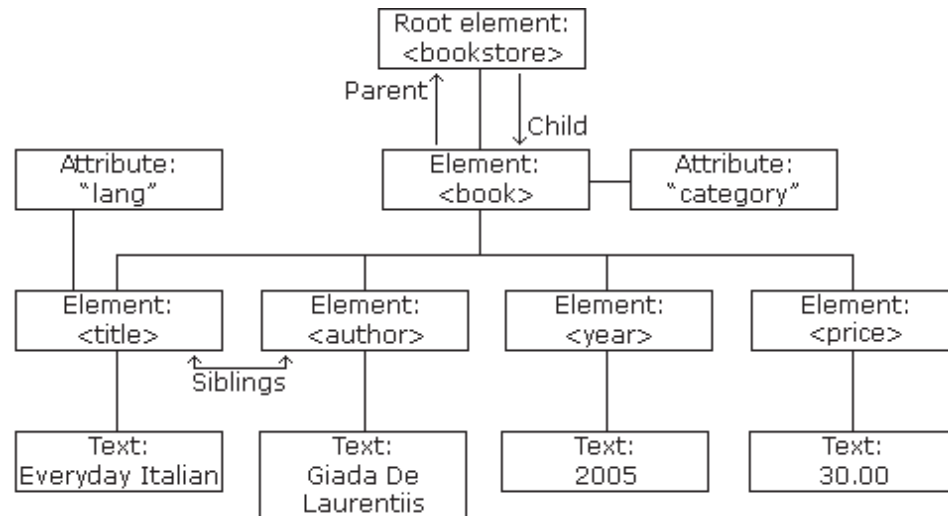 Root element:
<bookstore>
Parent
Child
Attribute:
“lang”
Element:
<book>
Attribute:
“category”
Element:
<title>
Element:
<author>
Element:
<year>
Element:
<price>
Siblings
Text:
Everyday Italian
Text:
Giada De
Laurentiis
Text:
2005
Text:
30.00